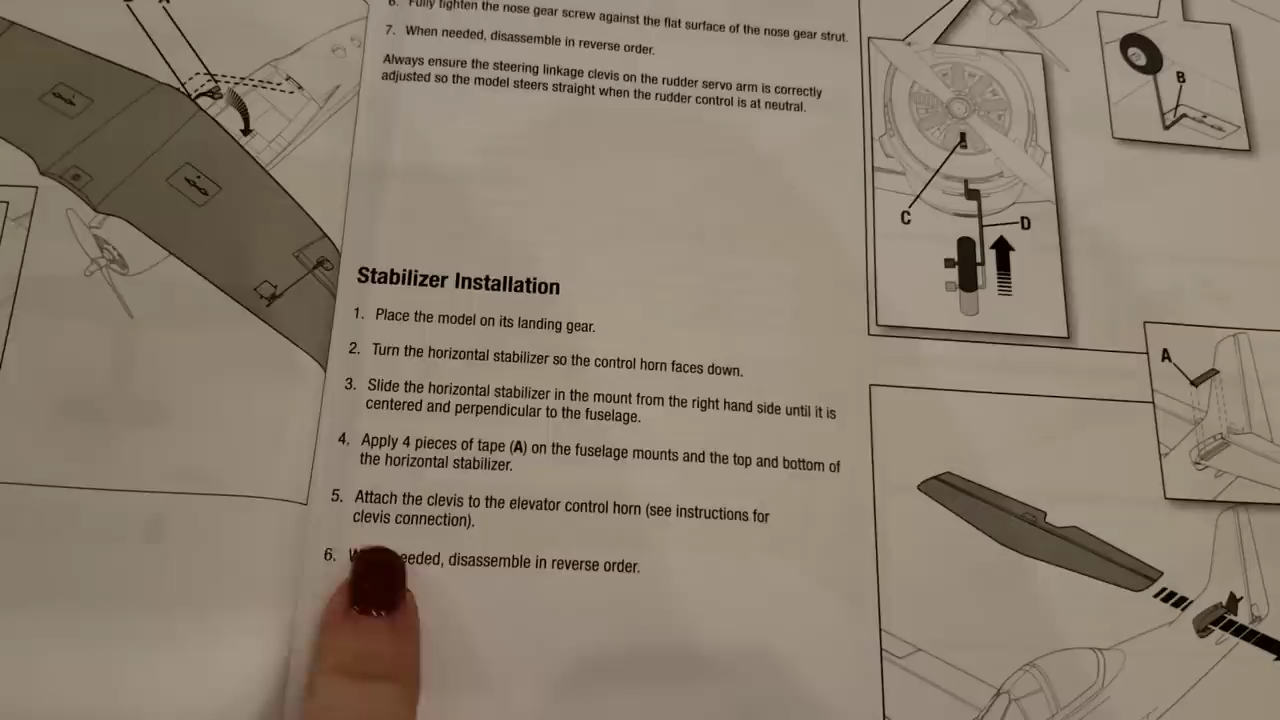 6. Fully tighten the nose gear screw against the flat surface of the nose gear strut.
7. When needed, disassemble in reverse order.
Always ensure the steering linkage clevis on the rudder servo arm is correctly
adjusted so the model steers straight when the rudder control is at neutral.
Stabilizer Installation
1. Place the model on its landing gear.
2. Turn the horizontal stabilizer so the control horn faces down.
3. Slide the horizontal stabilizer in the mount from the right hand side until it is
centered and perpendicular to the fuselage.
4. Apply 4 pieces of tape (A) on the fuselage mounts and the top and bottom of
the horizontal stabilizer.
5. Attach the clevis to the elevator control horn (see instructions for
clevis connection).
6. needed, disassemble in reverse order.
B
C
D
A